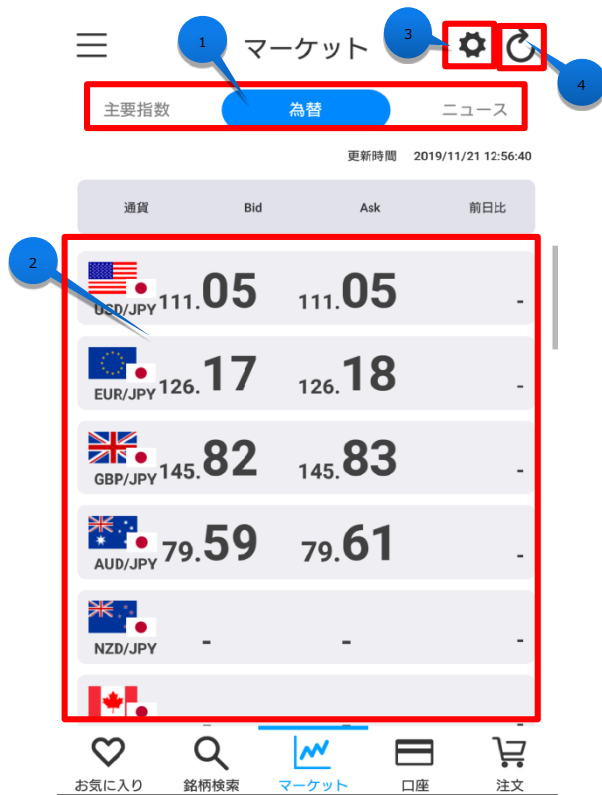 1
3
4
マーケット
主要指数 為替 ニュース
更新時間 2019/11/21 12:56:40
通貨 Bid Ask 前日比
2
USD/JPY 111.05 111.05 -
EUR/JPY 126.17 126.18 -
GBP/JPY 145.82 145.83 -
AUD/JPY 79.59 79.61 -
NZD/JPY - - -
- - -
お気に入り 銘柄検索 マーケット 口座 注文